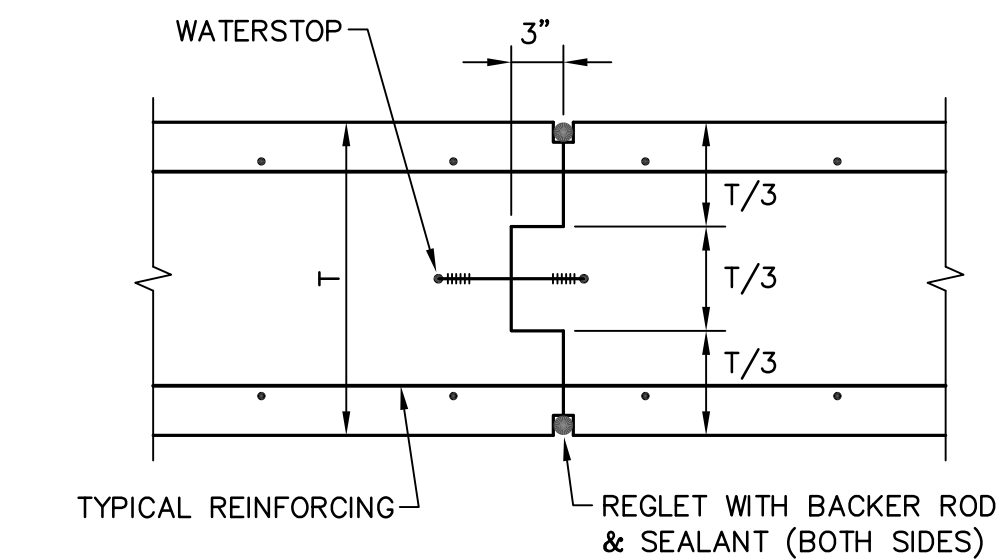 WATERSTOP
3”
T/3
T
T/3
T/3
TYPICAL REINFORCING
REGLET WITH BACKER ROD
& SEALANT (BOTH SIDES)